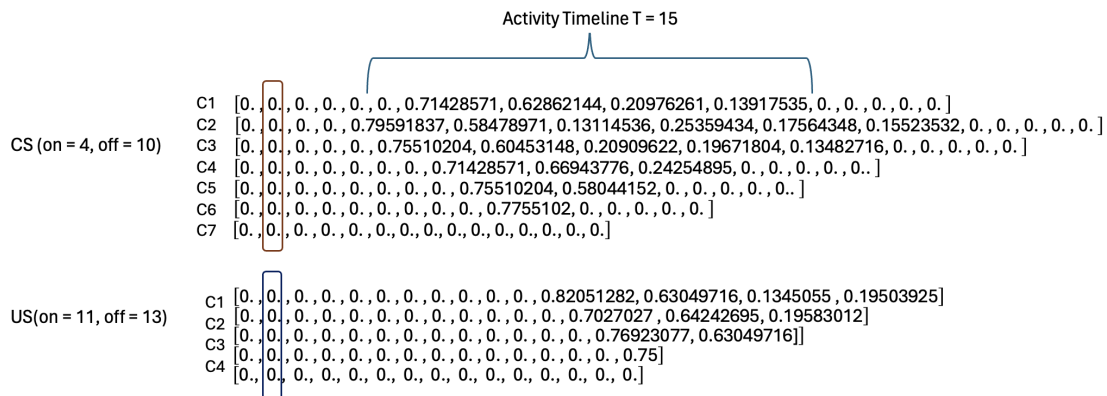 Activity Timeline T = 15
C1 [0. , 0. , 0. , 0. , 0. , 0. , 0.71428571, 0.62862144, 0.20976261, 0.13917535, 0. , 0. , 0. , 0. , 0. ]
C2 [0. , 0. , 0. , 0. , 0.79591837, 0.58478971, 0.13114536, 0.25359434, 0.17564348, 0.15523532, 0. , 0. , 0. , 0. , 0. ]
CS (on = 4, off = 10)
C3 [0. , 0. , 0. , 0. , 0. , 0.75510204, 0.60453148, 0.20909622, 0.19671804, 0.13482716, 0. , 0. , 0. , 0. , 0. ]
C4 [0. , 0. , 0. , 0. , 0. , 0. , 0. , 0.71428571, 0.66943776, 0.24254895, 0. , 0. , 0. , 0. , 0.. ]
C5 [0. , 0. , 0. , 0. , 0. , 0. , 0. , 0. , 0.75510204, 0.58044152, 0. , 0. , 0. , 0. , 0.. ]
C6 [0. , 0. , 0. , 0. , 0. , 0. , 0. , 0. , 0. , 0.7755102, 0. , 0. , 0. , 0. , 0. ]
C7 [0. , 0. , 0. , 0. , 0. , 0. , 0., 0., 0., 0., 0., 0., 0., 0., 0.]
C1 [0. , 0. , 0. , 0. , 0. , 0. , 0. , 0. , 0. , 0. , 0. , 0.82051282, 0.63049716, 0.1345055 , 0.19503925]
US(on = 11, off = 13)
C2 [0. , 0. , 0. , 0. , 0. , 0. , 0. , 0. , 0. , 0. , 0. , 0. , 0.7027027 , 0.64242695, 0.19583012]
C3 [0. , 0. , 0. , 0. , 0. , 0. , 0. , 0. , 0. , 0. , 0. , 0. , 0. , 0.76923077, 0.63049716]]
C4 [0. , 0. , 0. , 0. , 0. , 0. , 0. , 0. , 0. , 0. , 0. , 0. , 0. , 0. , 0.75]
[0., 0., 0., 0., 0., 0., 0., 0., 0., 0., 0., 0., 0., 0., 0.]